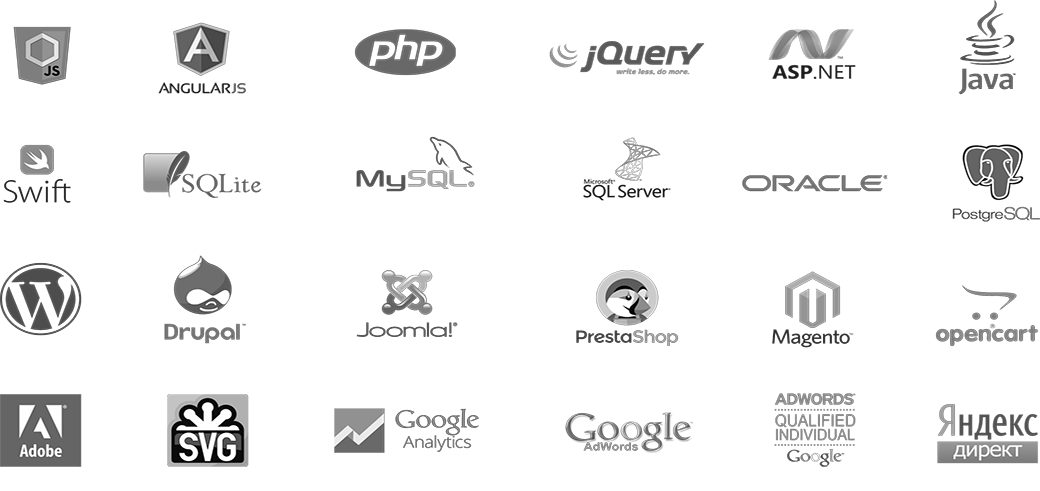 JS
ANGULARJS
php
jQuery
write less, do more.
ASP.NET
Java
Swift
SQLite
MySQL
Microsoft
SQL Server
ORACLE
PostgreSQL
W
Drupal
Joomla!
PrestaShop
Magento
opencart
Adobe
SVG
Google
Analytics
Google
AdWords
ADWORDS
QUALIFIED
INDIVIDUAL
Google
Яндекс
директ